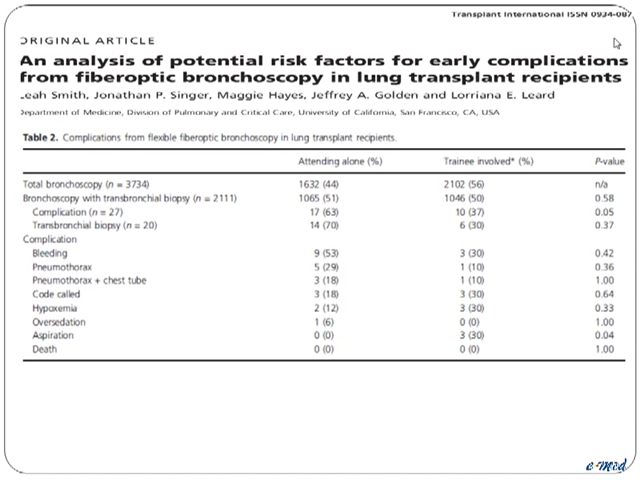 Transplant International ISSN 0934-087
ORIGINAL ARTICLE
An analysis of potential risk factors for early complications
from fiberoptic bronchoscopy in lung transplant recipients
Leah Smith, Jonathan P. Singer, Maggie Hayes, Jeffrey A. Golden and Lorriana E. Leard
Department of Medicine, Division of Pulmonary and Critical Care, University of California, San Francisco, CA, USA
Table 2. Complications from flexible fiberoptic bronchoscopy in lung transplant recipients.
Attending alone (%) Trainee involved* (%) P-value
Total bronchoscopy (n = 3734) 1632 (44) 2102 (56) n/a
Bronchoscopy with transbronchial biopsy (n = 2111) 1065 (51) 1046 (50) 0.58
Complication (n = 27) 17 (63) 10 (37) 0.05
Transbronchial biopsy (n = 20) 14 (70) 6 (30) 0.37
Complication
Bleeding 9 (53) 3 (30) 0.42
Pneumothorax 5 (29) 1 (10) 0.36
Pneumothorax + chest tube 3 (18) 1 (10) 1.00
Code called 3 (18) 3 (30) 0.64
Hypoxemia 2 (12) 3 (30) 0.33
Oversedation 1 (6) 0 (0) 1.00
Aspiration 0 (0) 3 (30) 0.04
Death 0 (0) 0 (0) 1.00
e-Med